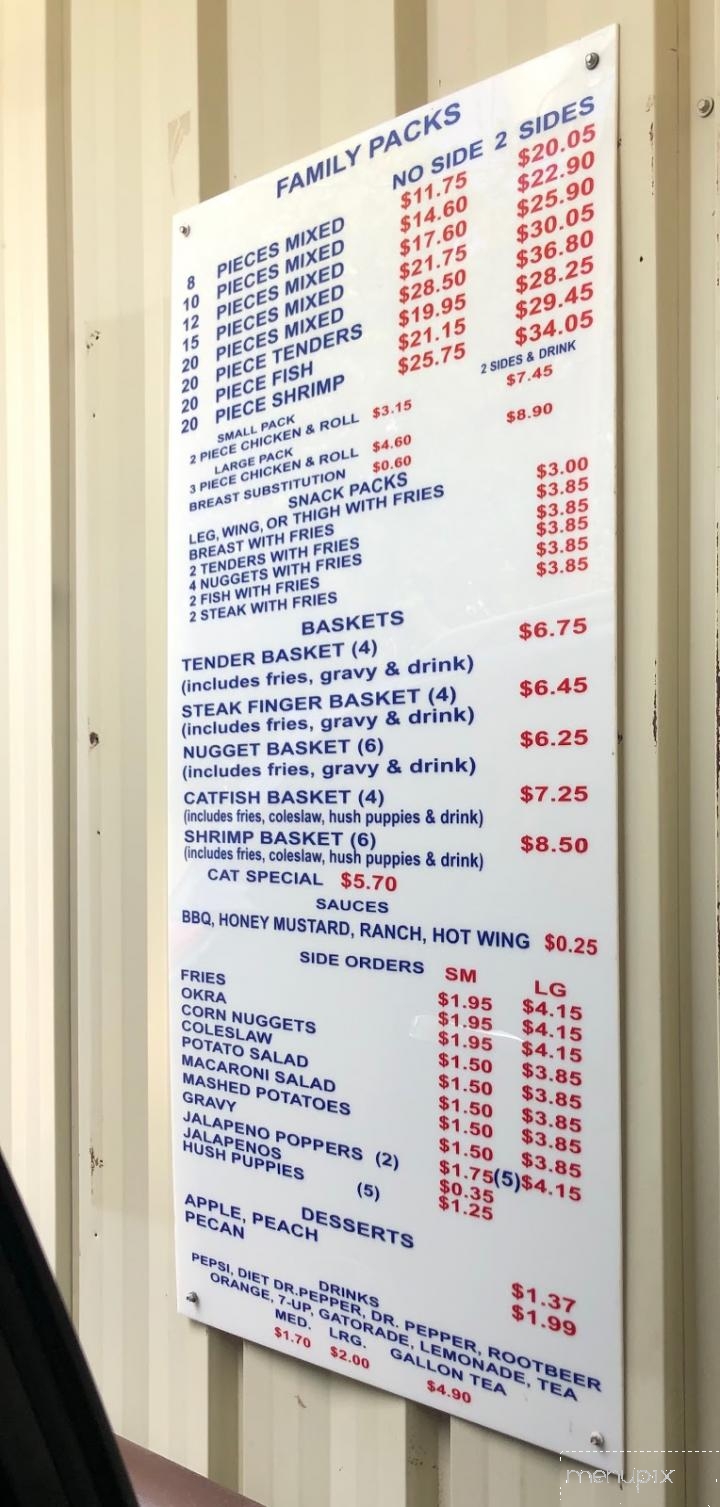 FAMILY PACKS
NO SIDE 2 SIDES
8 PIECES MIXED $11.75 $20.05
10 PIECES MIXED $14.60 $22.90
12 PIECES MIXED $17.60 $25.90
15 PIECES MIXED $21.75 $30.05
20 PIECES MIXED $28.50 $36.80
20 PIECE TENDERS $19.95 $28.25
20 PIECE FISH $21.15 $29.45
20 PIECE SHRIMP $25.75 $34.05
2 SIDES & DRINK
SMALL PACK
2 PIECE CHICKEN & ROLL $3.15 $7.45
LARGE PACK
3 PIECE CHICKEN & ROLL $4.60 $8.90
BREAST SUBSTITUTION $0.60
SNACK PACKS
LEG, WING, OR THIGH WITH FRIES $3.00
BREAST WITH FRIES $3.85
2 TENDERS WITH FRIES $3.85
4 NUGGETS WITH FRIES $3.85
2 FISH WITH FRIES $3.85
2 STEAK WITH FRIES $3.85
BASKETS
TENDER BASKET (4) $6.75
(includes fries, gravy & drink)
STEAK FINGER BASKET (4) $6.45
(includes fries, gravy & drink)
NUGGET BASKET (6) $6.25
(includes fries, gravy & drink)
CATFISH BASKET (4) $7.25
(includes fries, coleslaw, hush puppies & drink)
SHRIMP BASKET (6) $8.50
(includes fries, coleslaw, hush puppies & drink)
CAT SPECIAL $5.70
SAUCES
BBQ, HONEY MUSTARD, RANCH, HOT WING $0.25
SIDE ORDERS SM LG
FRIES $1.95 $4.15
OKRA $1.95 $4.15
CORN NUGGETS $1.95 $4.15
COLESLAW $1.50 $3.85
POTATO SALAD $1.50 $3.85
MACARONI SALAD $1.50 $3.85
MASHED POTATOES $1.50 $3.85
GRAVY $1.50 $3.85
JALAPENO POPPERS (2) $1.75 (5) $4.15
JALAPENOS $0.35
HUSH PUPPIES (5) $1.25
DESSERTS
APPLE, PEACH $1.37
PECAN $1.99
DRINKS
PEPSI, DIET DR.PEPPER, DR. PEPPER, ROOTBEER
ORANGE, 7-UP, GATORADE, LEMONADE, TEA
MED. LRG. GALLON TEA
$1.70 $2.00 $4.90
menupix